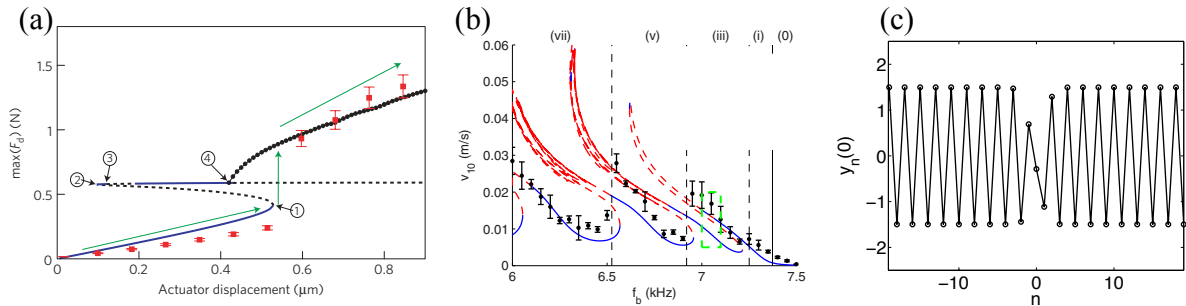 (a)
max(F_d) (N)
1.5
1
0.5
0
② ③ ④ ①
0 0.2 0.4 0.6 0.8
Actuator displacement (μm)
(b)
(vii) (v) (iii) (i) (0)
v_10 (m/s)
0.06
0.05
0.04
0.03
0.02
0.01
0
6 6.5 7 7.5
f_b (kHz)
(c)
y_n(0)
2
1
0
−1
−2
−10 0 10
n